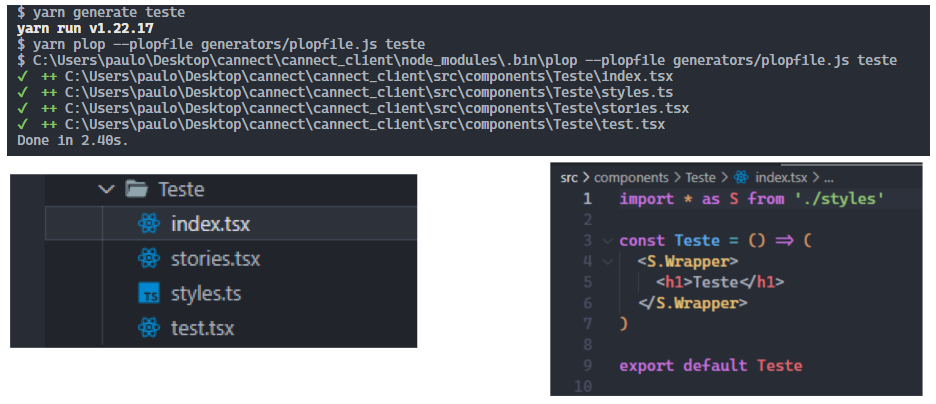 $ yarn generate teste
yarn run v1.22.17
$ yarn plop --plopfile generators/plopfile.js teste
$ C:\Users\paulo\Desktop\cannect\cannect_client\node_modules\.bin\plop --plopfile generators/plopfile.js teste
✓ ++ C:\Users\paulo\Desktop\cannect\cannect_client\src\components\Teste\index.tsx
✓ ++ C:\Users\paulo\Desktop\cannect\cannect_client\src\components\Teste\styles.ts
✓ ++ C:\Users\paulo\Desktop\cannect\cannect_client\src\components\Teste\stories.tsx
✓ ++ C:\Users\paulo\Desktop\cannect\cannect_client\src\components\Teste\test.tsx
Done in 2.40s.
Teste
index.tsx
stories.tsx
TS styles.ts
test.tsx
src > components > Teste > index.tsx > ...
1 import * as S from './styles'
2
3 const Teste = () => (
4 <S.Wrapper>
5 <h1>Teste</h1>
6 </S.Wrapper>
7 )
8
9 export default Teste
10